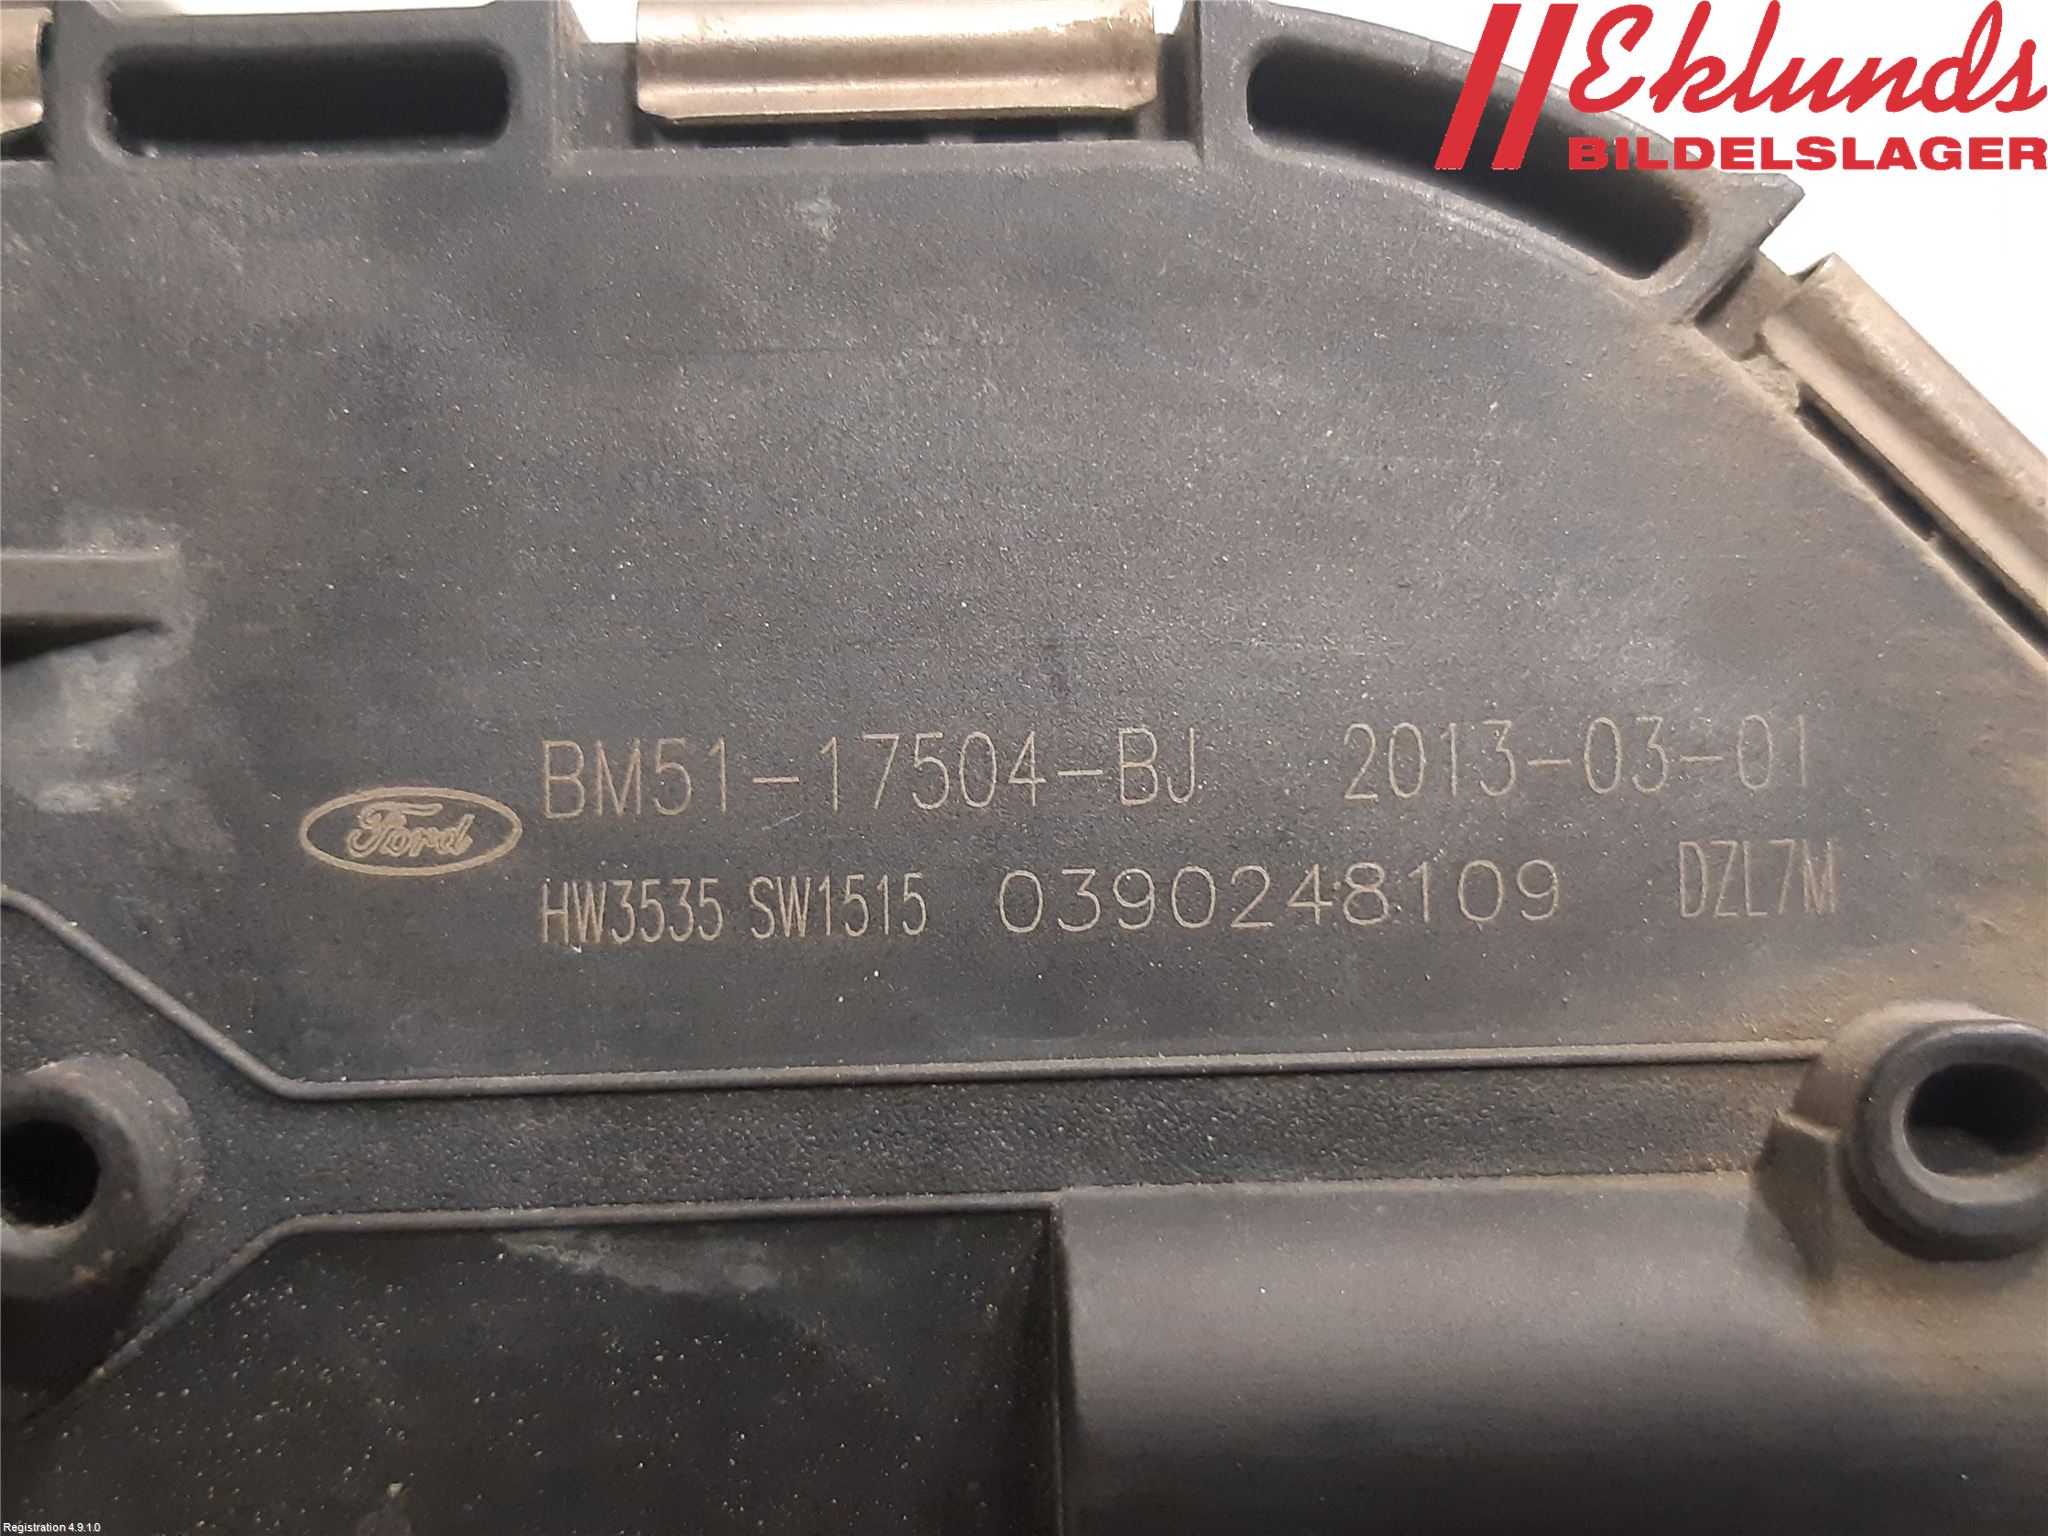 Eklunds
BILDELSLAGER
BM51-17504-BJ 2013-03-01
Ford
HW3535 SW1515 0390248109 DZL7M
Registration 4.9.1.0